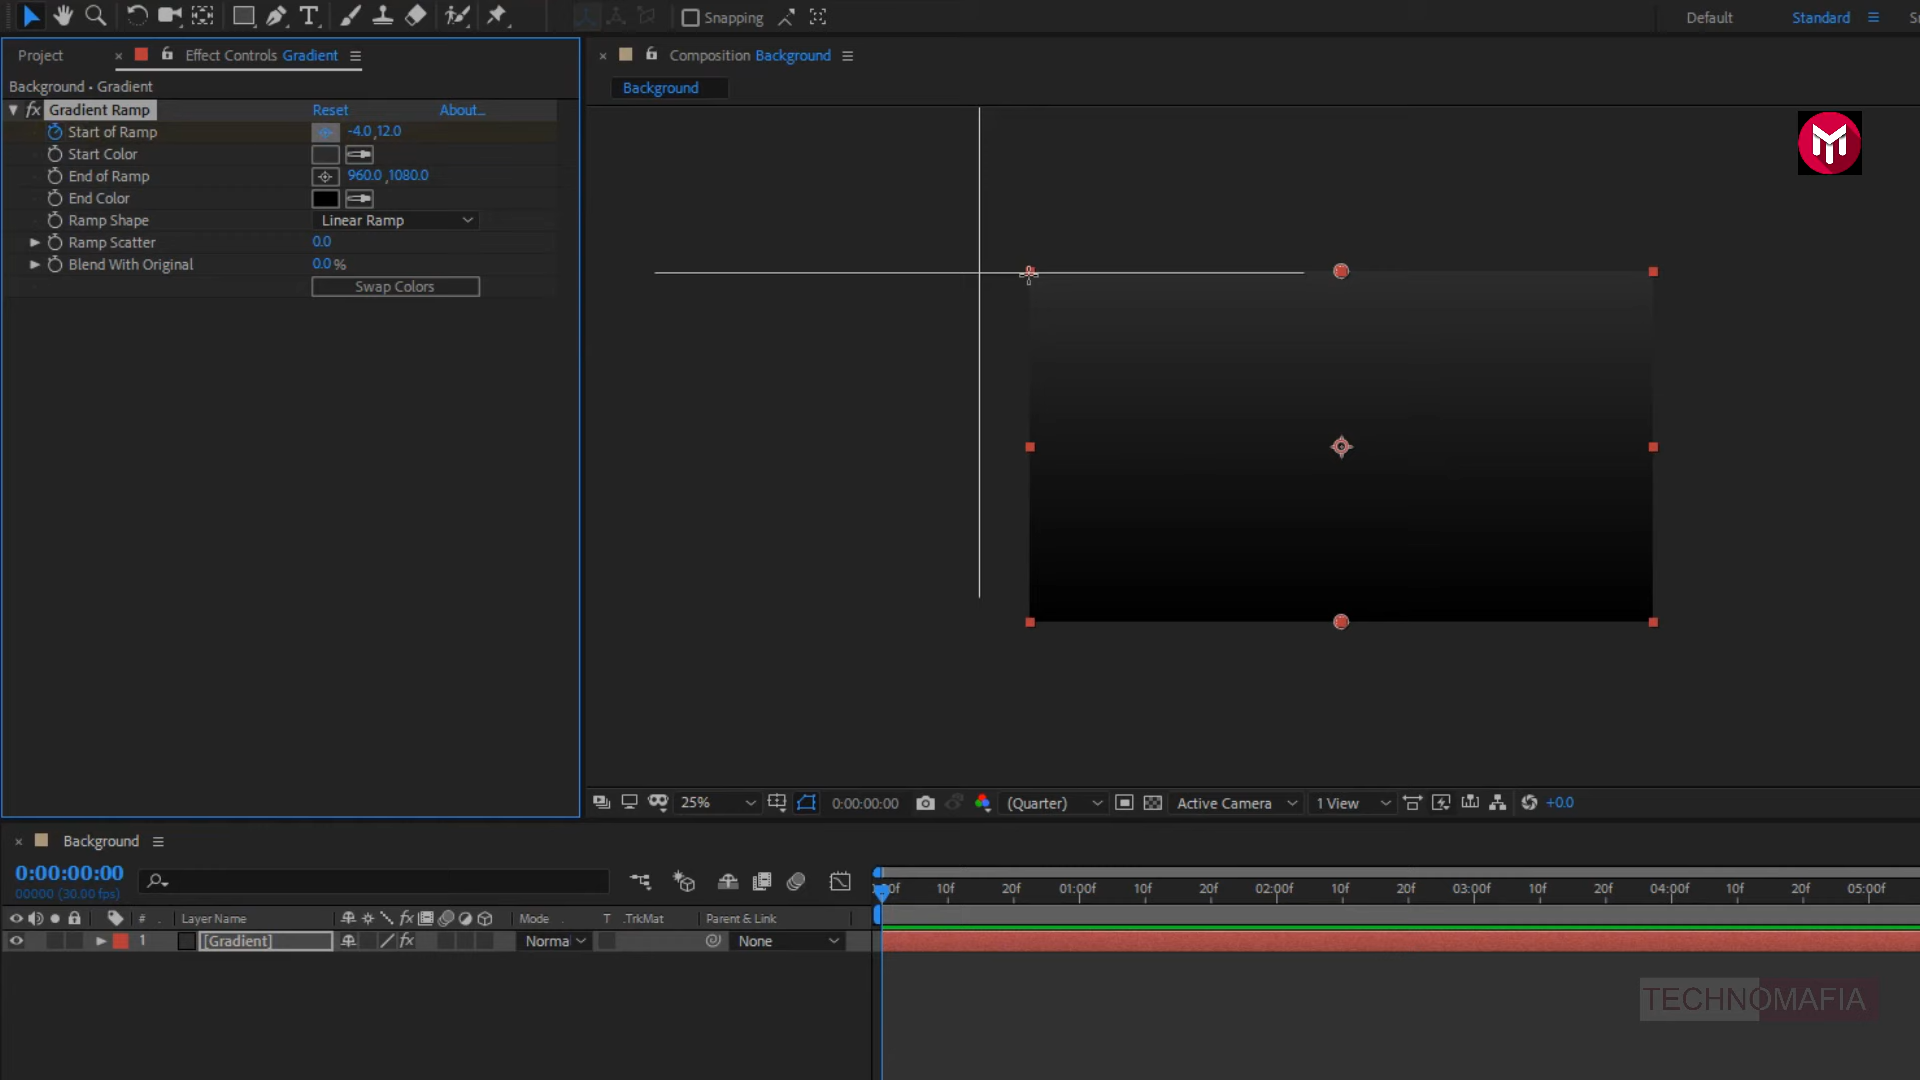 Snapping
Default
Standard
Project
Effect Controls Gradient
Composition Background
Background • Gradient
Background
fx Gradient Ramp Reset About...
Start of Ramp -4.0,12.0
Start Color
End of Ramp 960.0,1080.0
End Color
Ramp Shape Linear Ramp
Ramp Scatter 0.0
Blend With Original 0.0 %
Swap Colors
25%
0:00:00:00
(Quarter)
Active Camera
1 View
+0.0
Background
0:00:00:00
00000 (30.00 fps)
10f 20f 01:00f 10f 20f 02:00f 10f 20f 03:00f 10f 20f 04:00f 10f 20f 05:00f
# Layer Name fx Mode T .TrkMat Parent & Link
1 [Gradient] fx Norma None
TECHNOMAFIA